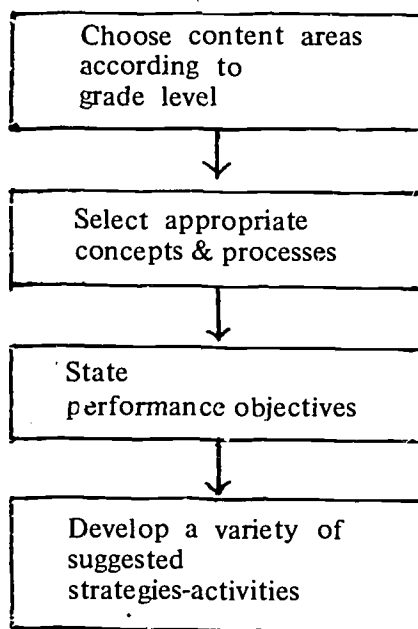 Choose content areas
according to
grade level
Select appropriate
concepts & processes
State
performance objectives
Develop a variety of
suggested
strategies-activities